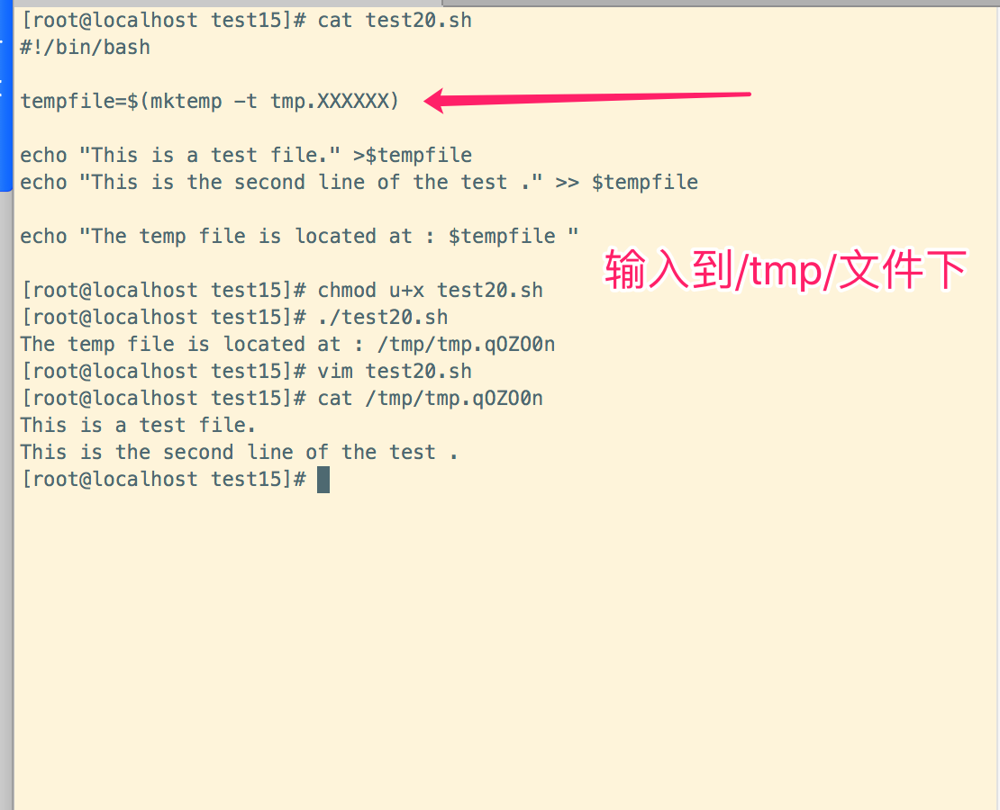 [root@localhost test15]# cat test20.sh
#!/bin/bash
tempfile=$(mktemp -t tmp.XXXXXX)
echo "This is a test file." >$tempfile
echo "This is the second line of the test ." >> $tempfile
echo "The temp file is located at : $tempfile "
输入到/tmp/文件下
[root@localhost test15]# chmod u+x test20.sh
[root@localhost test15]# ./test20.sh
The temp file is located at : /tmp/tmp.qOZO0n
[root@localhost test15]# vim test20.sh
[root@localhost test15]# cat /tmp/tmp.qOZO0n
This is a test file.
This is the second line of the test .
[root@localhost test15]#